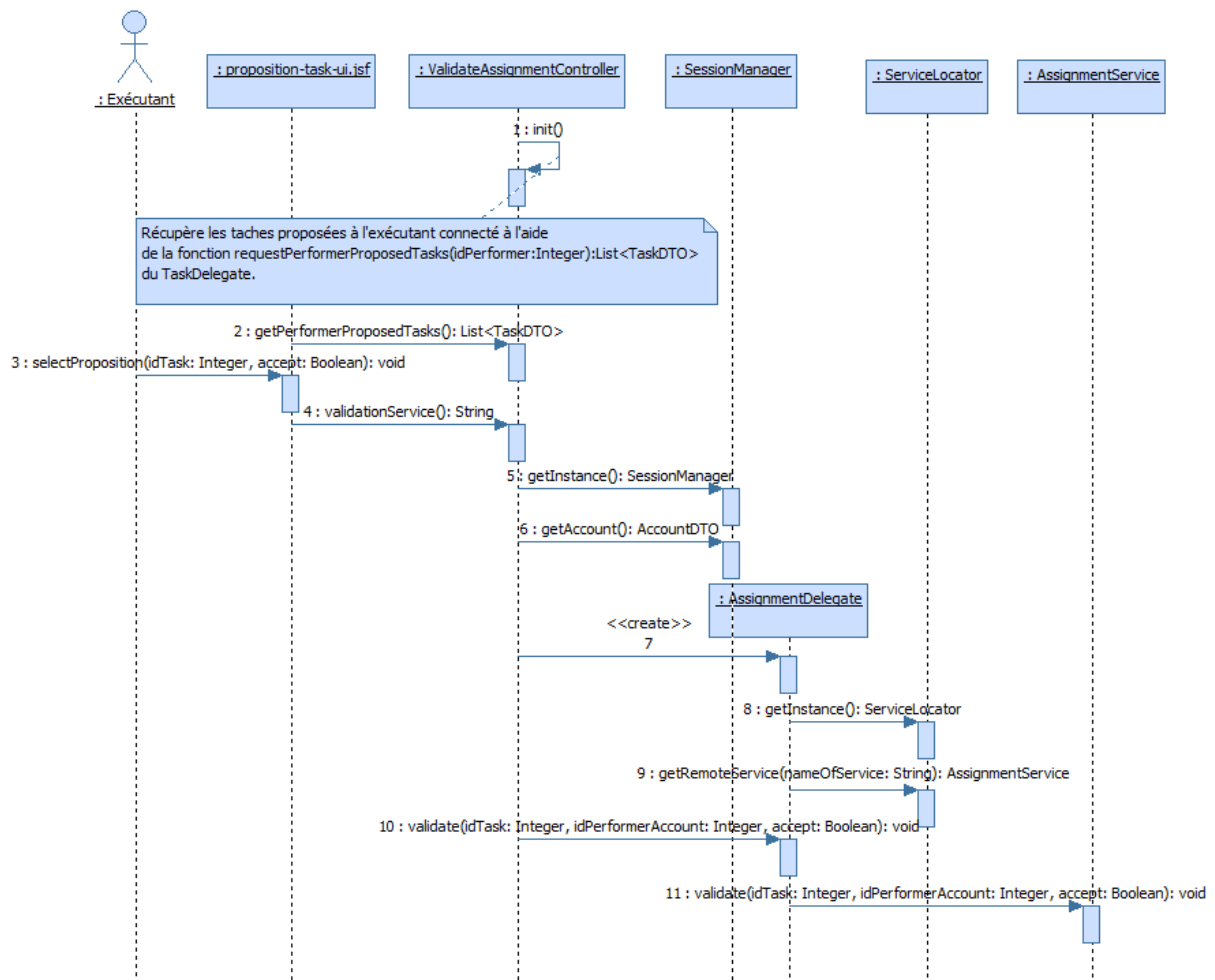 : Exécutant
: proposition-task-ui.jsf
: ValidateAssignmentController
: SessionManager
: ServiceLocator
: AssignmentService
1 : init()
Récupère les taches proposées à l'exécutant connecté à l'aide
de la fonction requestPerformerProposedTasks(idPerformer:Integer):List<TaskDTO>
du TaskDelegate.
2 : getPerformerProposedTasks(): List<TaskDTO>
3 : selectProposition(idTask: Integer, accept: Boolean): void
4 : validationService(): String
5 : getInstance(): SessionManager
6 : getAccount(): AccountDTO
: AssignmentDelegate
<<create>>
7
8 : getInstance(): ServiceLocator
9 : getRemoteService(nameOfService: String): AssignmentService
10 : validate(idTask: Integer, idPerformerAccount: Integer, accept: Boolean): void
11 : validate(idTask: Integer, idPerformerAccount: Integer, accept: Boolean): void